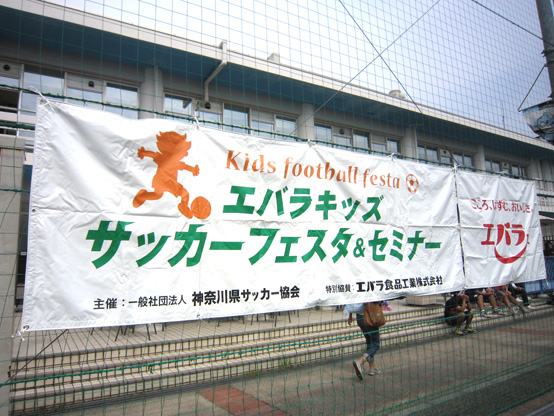 Kids football festa
エバラキッズ
サッカーフェスタ&セミナー
主催：一般社団法人 神奈川県サッカー協会
特別協賛：エバラ食品工業株式会社
こころ、はずむ、おいしさ。
エバラ